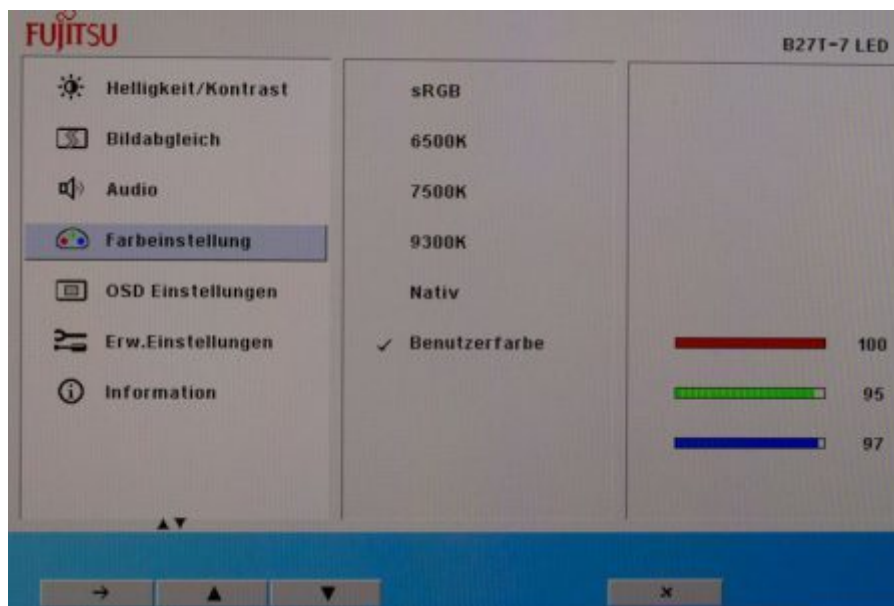 FUJITSU
B27T-7 LED
Helligkeit/Kontrast
Bildabgleich
Audio
Farbeinstellung
OSD Einstellungen
Erw.Einstellungen
Information
sRGB
6500K
7500K
9300K
Nativ
✓ Benutzerfarbe
100
95
97